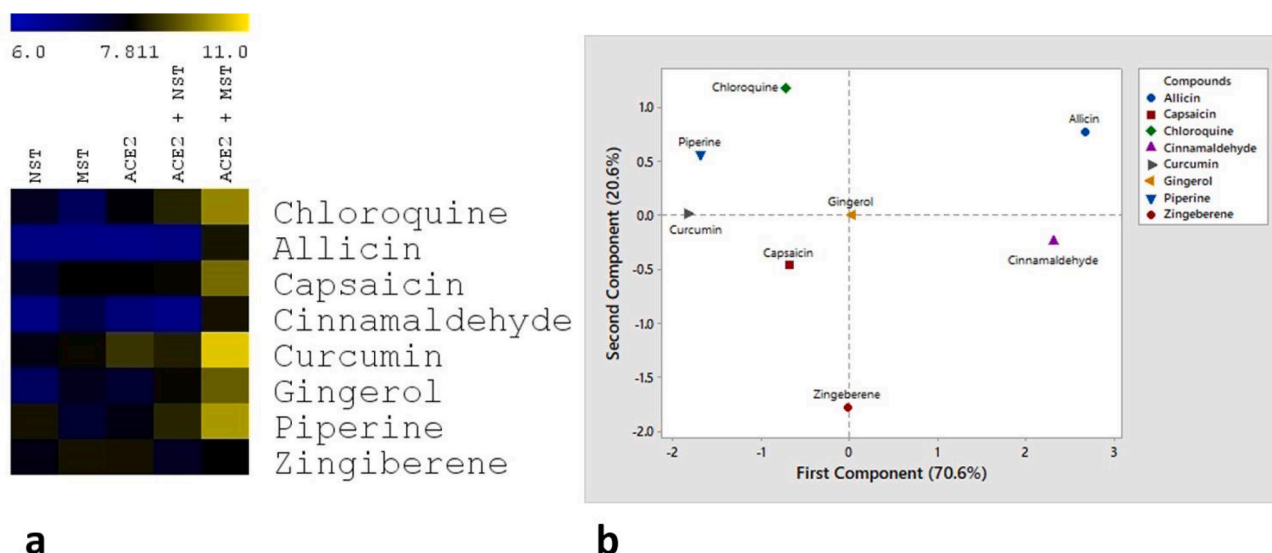 6.0 7.811 11.0
NST
MST
ACE2
ACE2 + NST
ACE2 + MST
Chloroquine
Allicin
Capsaicin
Cinnamaldehyde
Curcumin
Gingerol
Piperine
Zingiberene
a
Second Component (20.6%)
1.0
0.5
0.0
-0.5
-1.0
-1.5
-2.0
Chloroquine
Allicin
Piperine
Gingerol
Curcumin
Capsaicin
Cinnamaldehyde
Zingeberene
-2 -1 0 1 2 3
First Component (70.6%)
Compounds
Allicin
Capsaicin
Chloroquine
Cinnamaldehyde
Curcumin
Gingerol
Piperine
Zingeberene
b